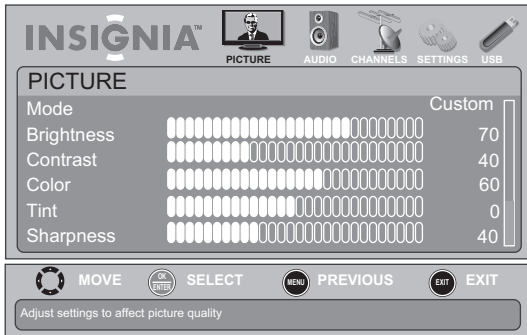 INSIGNIA™
PICTURE AUDIO CHANNELS SETTINGS USB
PICTURE
Mode Custom
Brightness 70
Contrast 40
Color 60
Tint 0
Sharpness 40
MOVE OK ENTER SELECT MENU PREVIOUS EXIT EXIT
Adjust settings to affect picture quality